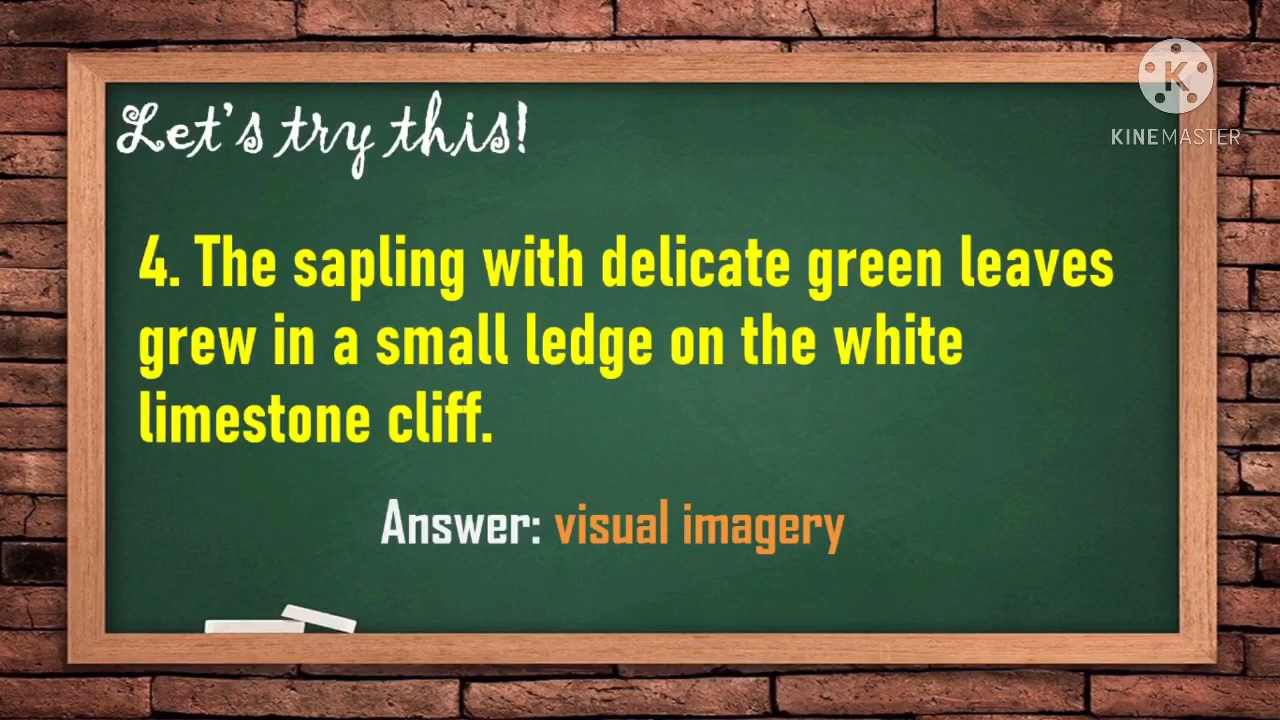 Let's try this!
K
KINEMASTER
4. The sapling with delicate green leaves
grew in a small ledge on the white
limestone cliff.
Answer: visual imagery